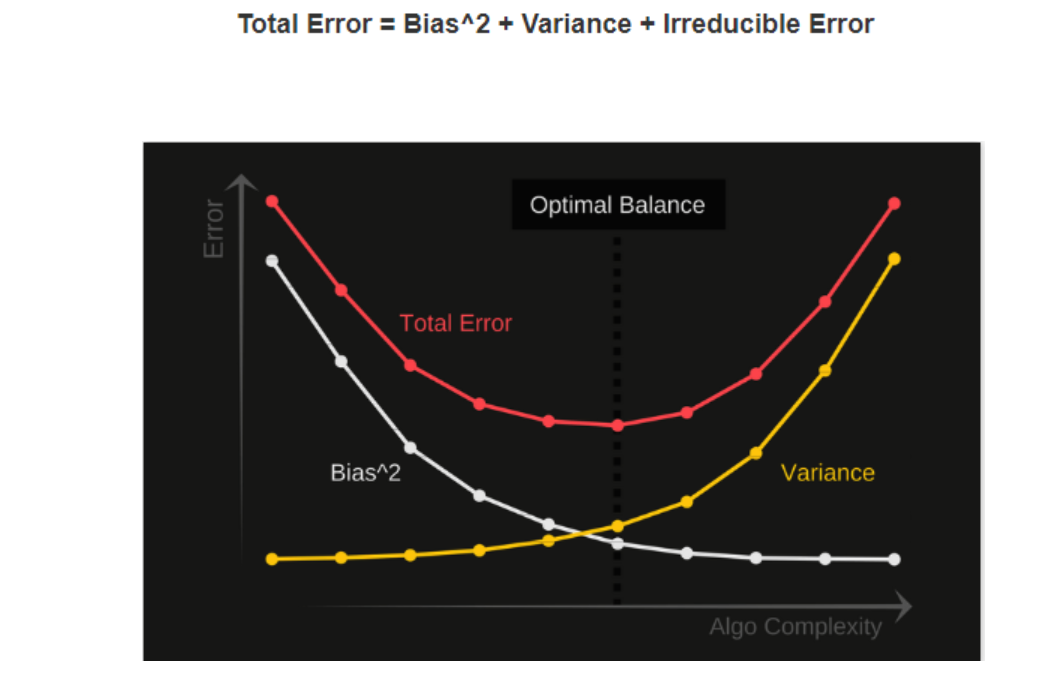 Total Error = Bias^2 + Variance + Irreducible Error
Optimal Balance
Error
Total Error
Bias^2
Variance
Algo Complexity